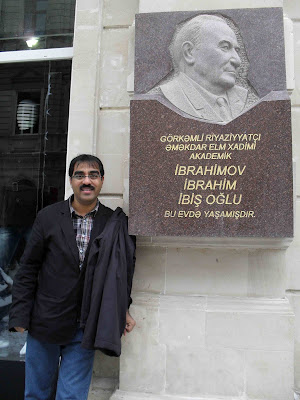 GÖRKƏMLİ RİYAZİYYATÇI
ƏMƏKDAR ELM XADİMİ
AKADEMİK
İBRAHİMOV
İBRAHİM
İBİŞ OĞLU
BU EVDƏ YAŞAMIŞDIR.